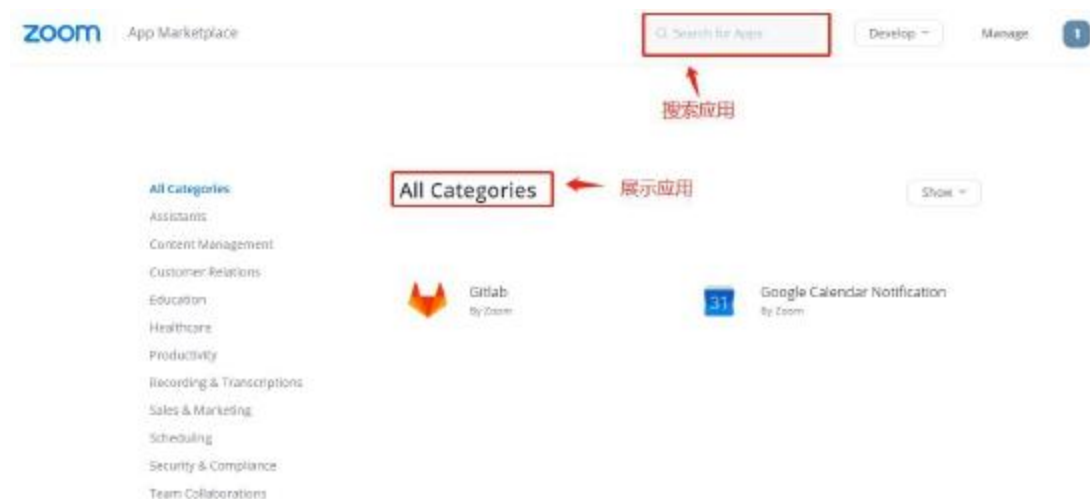 zoom App Marketplace
Search for Apps
Develop
Manage
1
搜索应用
All Categories
展示应用
Show
All Categories
Assistants
Content Management
Customer Relations
Education
Healthcare
Productivity
Recording & Transcriptions
Sales & Marketing
Scheduling
Security & Compliance
Team Collaborations
Gitlab
By Zoom
31
Google Calendar Notification
By Zoom